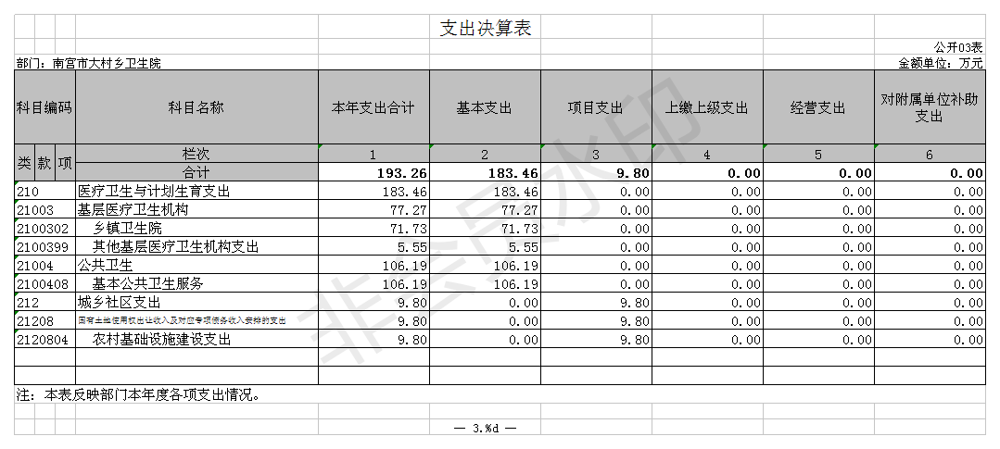 支出决算表
公开03表
部门：南宫市大村乡卫生院 金额单位：万元
科目编码 科目名称 本年支出合计 基本支出 项目支出 上缴上级支出 经营支出 对附属单位补助
支出
类 款 项 栏次 1 2 3 4 5 6
合计 193.26 183.46 9.80 0.00 0.00 0.00
210 医疗卫生与计划生育支出 183.46 183.46 0.00 0.00 0.00 0.00
21003 基层医疗卫生机构 77.27 77.27 0.00 0.00 0.00 0.00
2100302 乡镇卫生院 71.73 71.73 0.00 0.00 0.00 0.00
2100399 其他基层医疗卫生机构支出 5.55 5.55 0.00 0.00 0.00 0.00
21004 公共卫生 106.19 106.19 0.00 0.00 0.00 0.00
2100408 基本公共卫生服务 106.19 106.19 0.00 0.00 0.00 0.00
212 城乡社区支出 9.80 0.00 9.80 0.00 0.00 0.00
21208 国有土地使用权出让收入及对应专项债务收入安排的支出 9.80 0.00 9.80 0.00 0.00 0.00
2120804 农村基础设施建设支出 9.80 0.00 9.80 0.00 0.00 0.00
注：本表反映部门本年度各项支出情况。
— 3.%d —
非会员水印